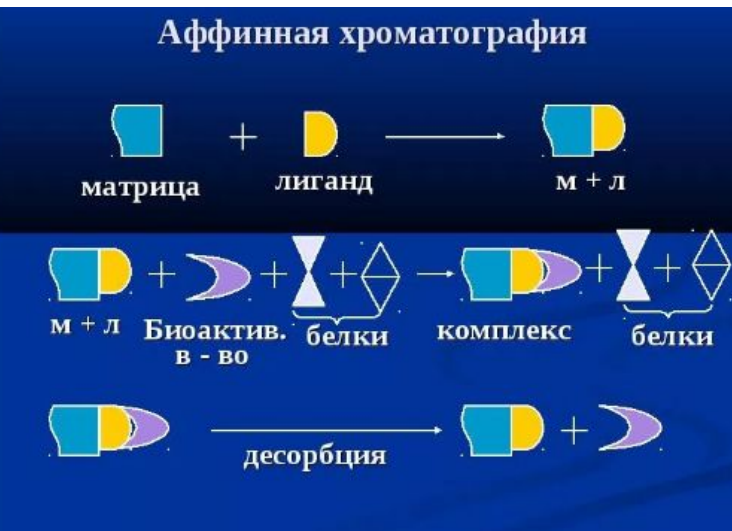 Аффинная хроматография
+
матрица лиганд м + л
+ + + + +
м + л Биоактив. белки комплекс белки
в - во
+
десорбция